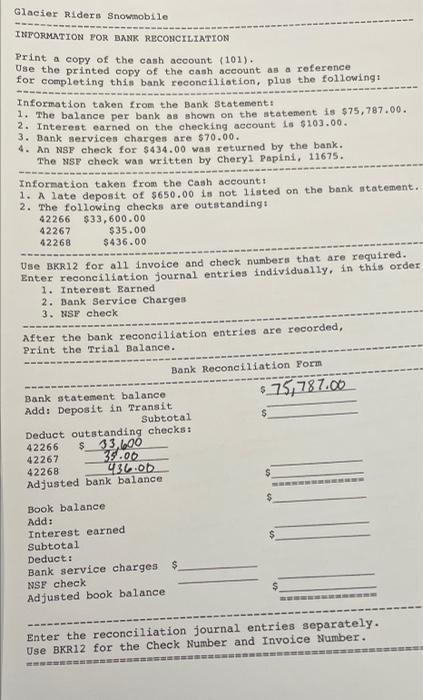 Glacier Riders Snowmobile
INFORMATION FOR BANK RECONCILIATION
Print a copy of the cash account (101).
Use the printed copy of the cash account as a reference
for completing this bank reconciliation, plus the following:
Information taken from the Bank Statement:
1. The balance per bank as shown on the statement is $75,787.00.
2. Interest earned on the checking account is $103.00.
3. Bank services charges are $70.00.
4. An NSF check for $434.00 was returned by the bank.
The NSF check was written by Cheryl Papini, 11675.
Information taken from the Cash account:
1. A late deposit of $650.00 is not listed on the bank statement.
2. The following checks are outstanding:
42266 $33,600.00
42267 $35.00
42268 $436.00
Use BKR12 for all invoice and check numbers that are required.
Enter reconciliation journal entries individually, in this order
1. Interest Earned
2. Bank Service Charges
3. NSF check
After the bank reconciliation entries are recorded,
Print the Trial Balance.
Bank Reconciliation Form
Bank statement balance $ 75,787.00
Add: Deposit in Transit
Subtotal $
Deduct outstanding checks:
42266 $ 33,600
42267 35.00
42268 436.00
Adjusted bank balance $
Book balance $
Add:
Interest earned
Subtotal $
Deduct:
Bank service charges $
NSF check
Adjusted book balance $
Enter the reconciliation journal entries separately.
Use BKR12 for the Check Number and Invoice Number.